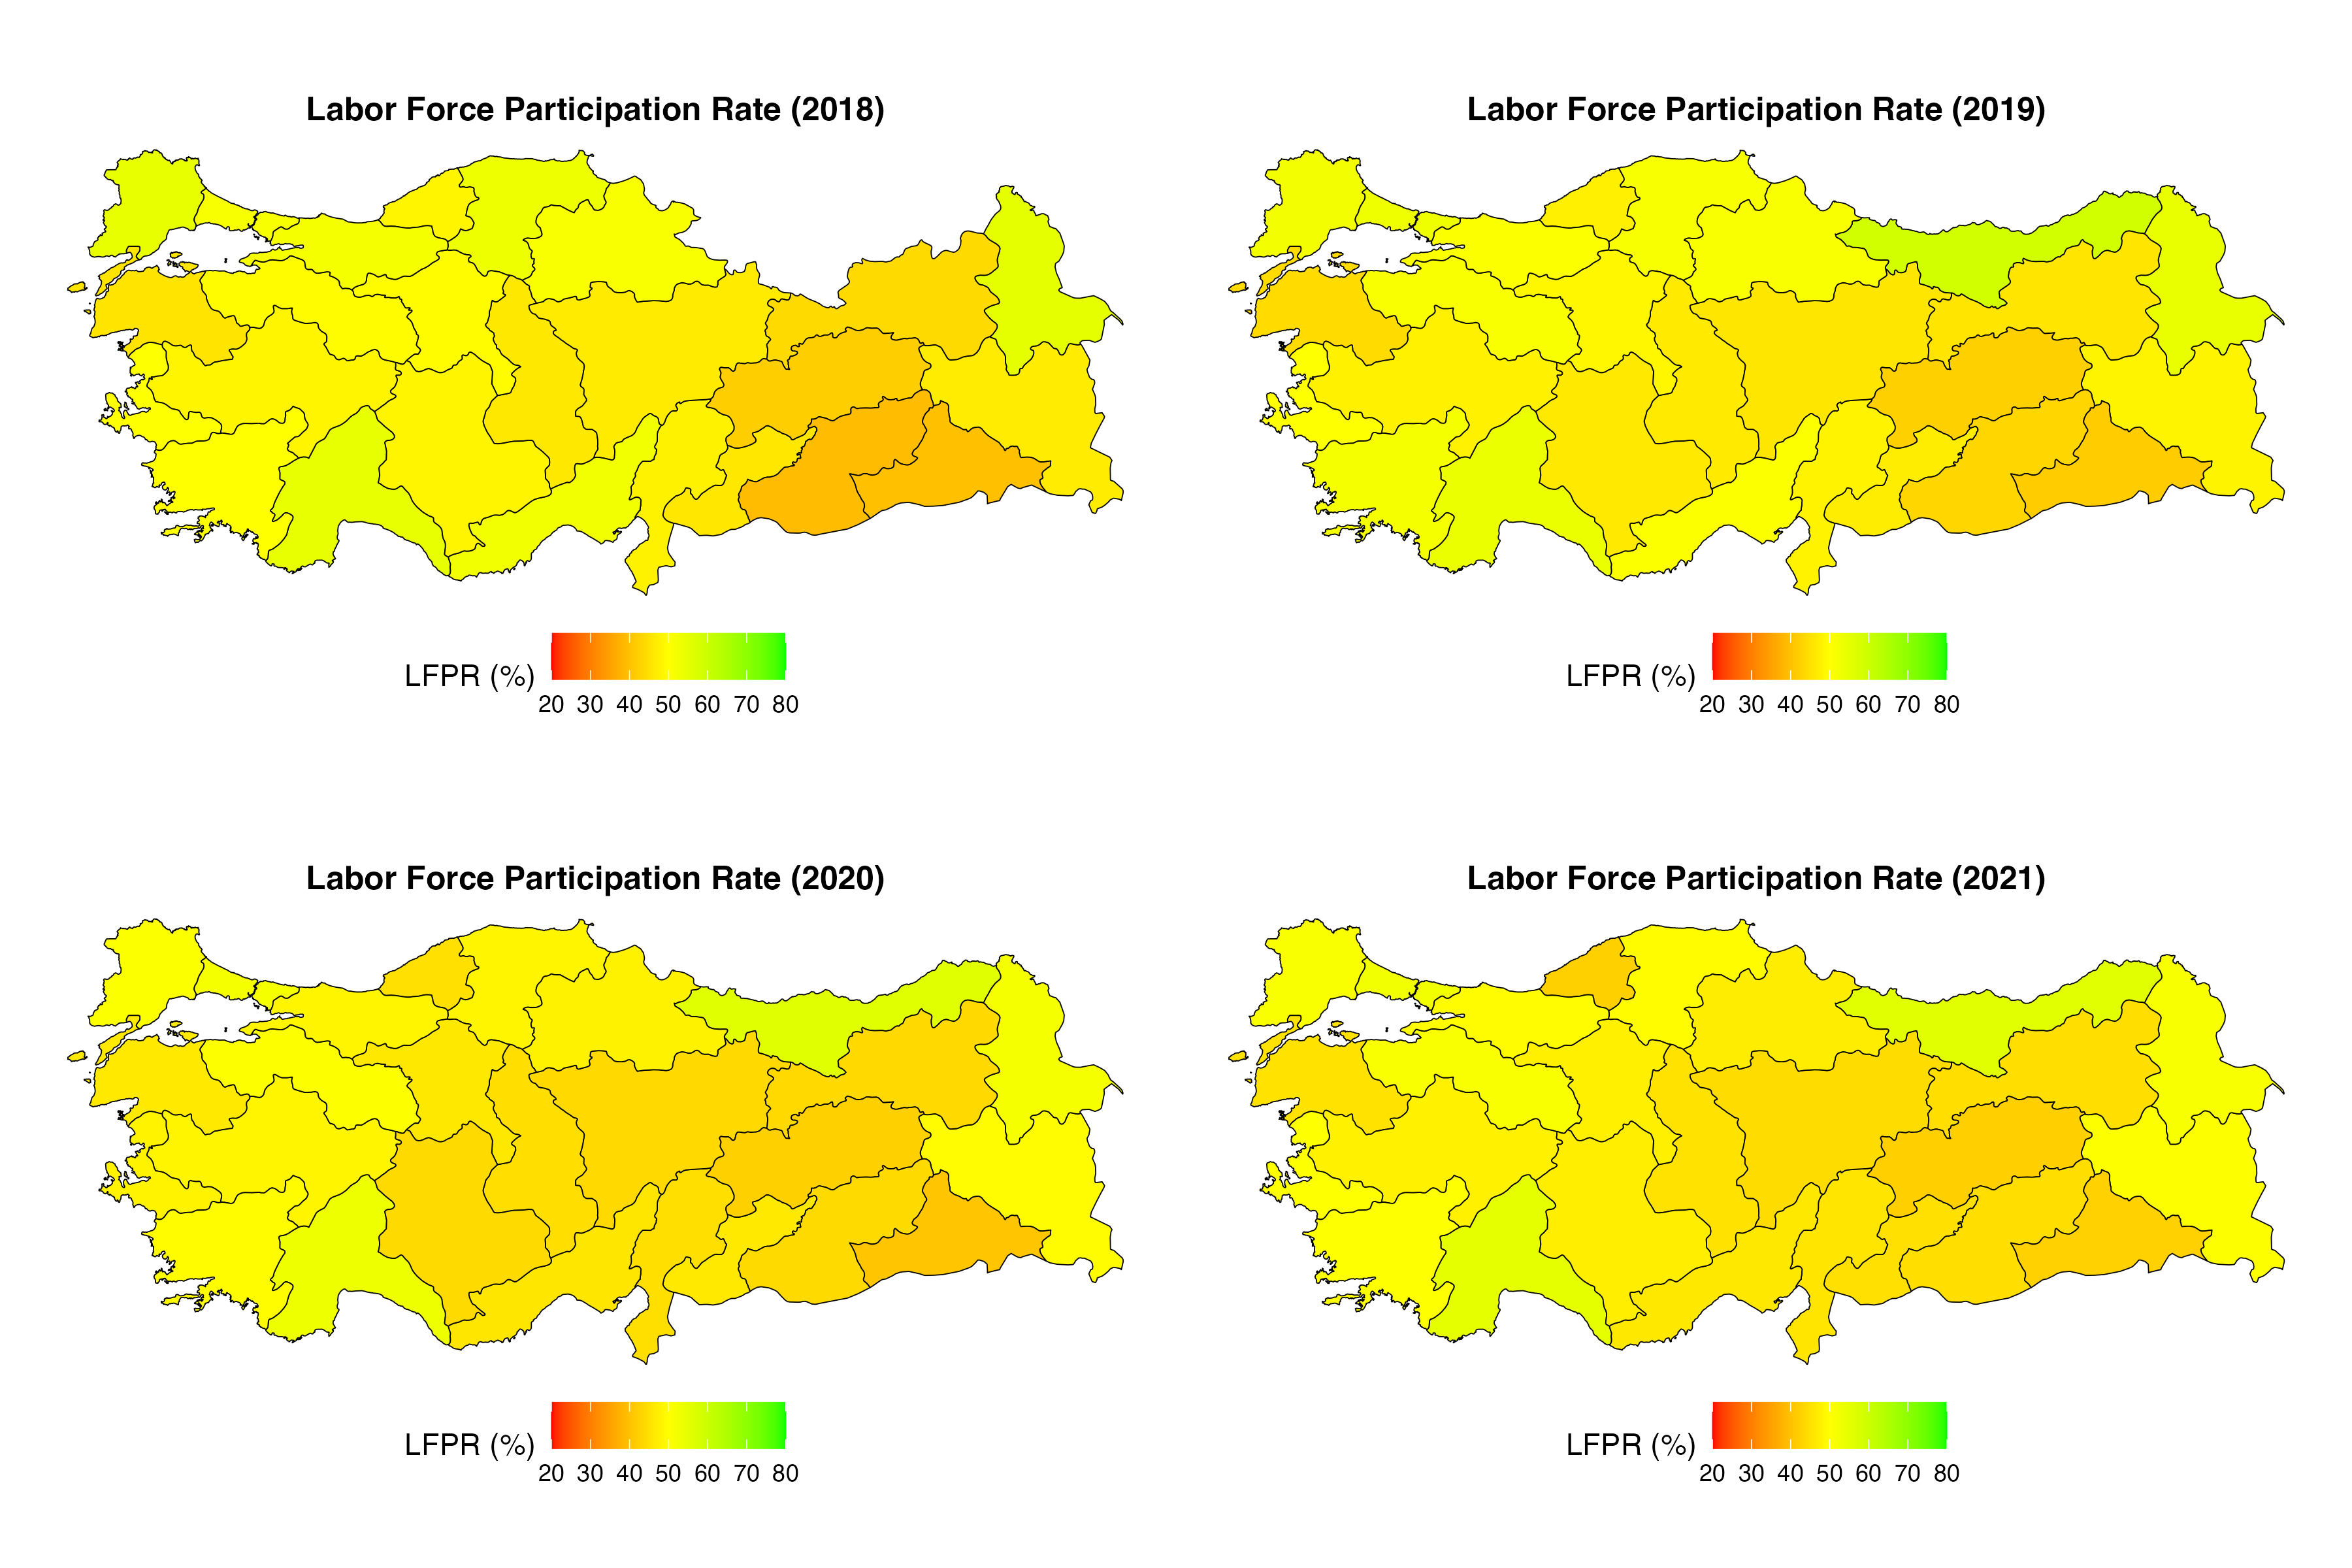 Labor Force Participation Rate (2018)
Labor Force Participation Rate (2019)
LFPR (%)
20 30 40 50 60 70 80
LFPR (%)
20 30 40 50 60 70 80
Labor Force Participation Rate (2020)
Labor Force Participation Rate (2021)
LFPR (%)
20 30 40 50 60 70 80
LFPR (%)
20 30 40 50 60 70 80